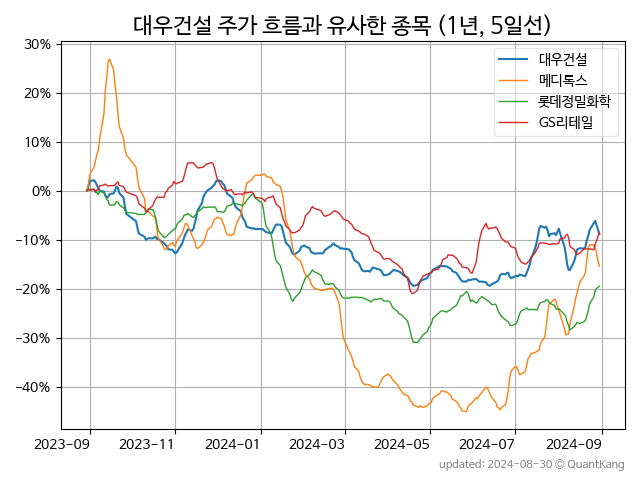 대우건설 주가 흐름과 유사한 종목 (1년, 5일선)
30%
20%
10%
0%
−10%
−20%
−30%
−40%
대우건설
메디톡스
롯데정밀화학
GS리테일
2023-09
2023-11
2024-01
2024-03
2024-05
2024-07
2024-09
updated: 2024-08-30 © QuantKang